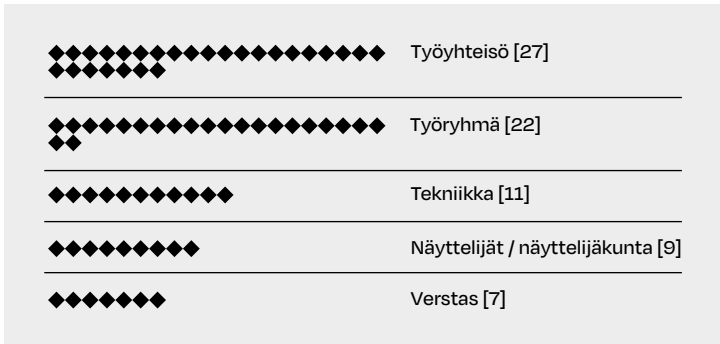 Työyhteisö [27]
Työryhmä [22]
Tekniikka [11]
Näyttelijät / näyttelijäkunta [9]
Verstas [7]